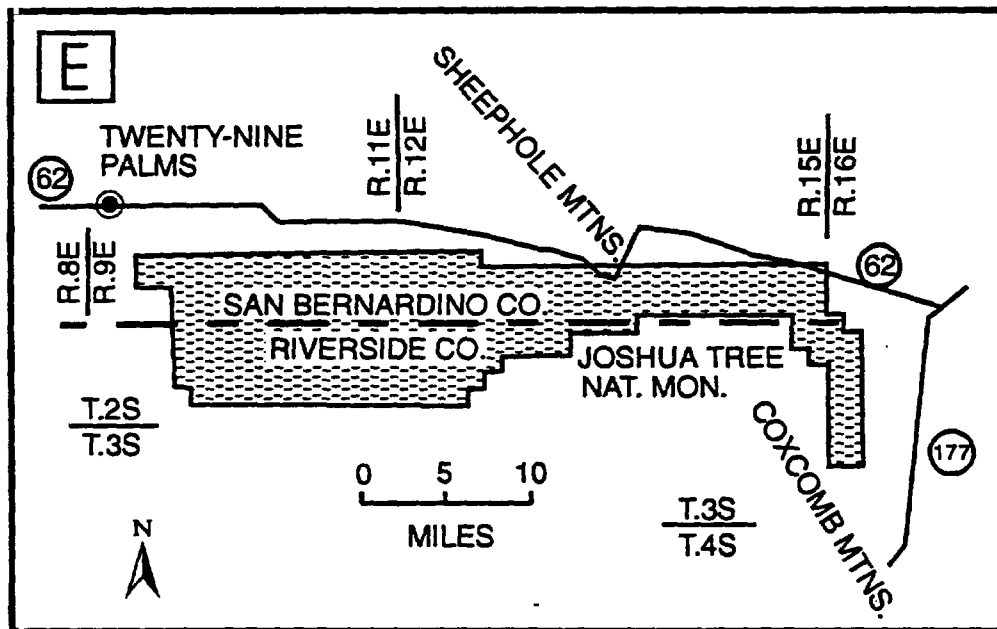 E
TWENTY-NINE
PALMS
62
R.8E
R.9E
R.11E
R.12E
SHEEPHOLE MTNS.
R.15E
R.16E
62
SAN BERNARDINO CO.
RIVERSIDE CO.
JOSHUA TREE
NAT. MON.
T.2S
T.3S
0 5 10
MILES
T.3S
T.4S
COXCOMB MTNS.
177
N